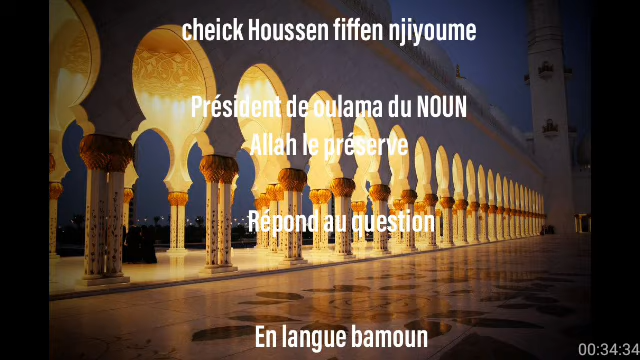 cheick Houssen fiffen njiyoume
Président de oulama du NOUN
Allah le préserve
Répond au question
En langue bamoun
00:34:34